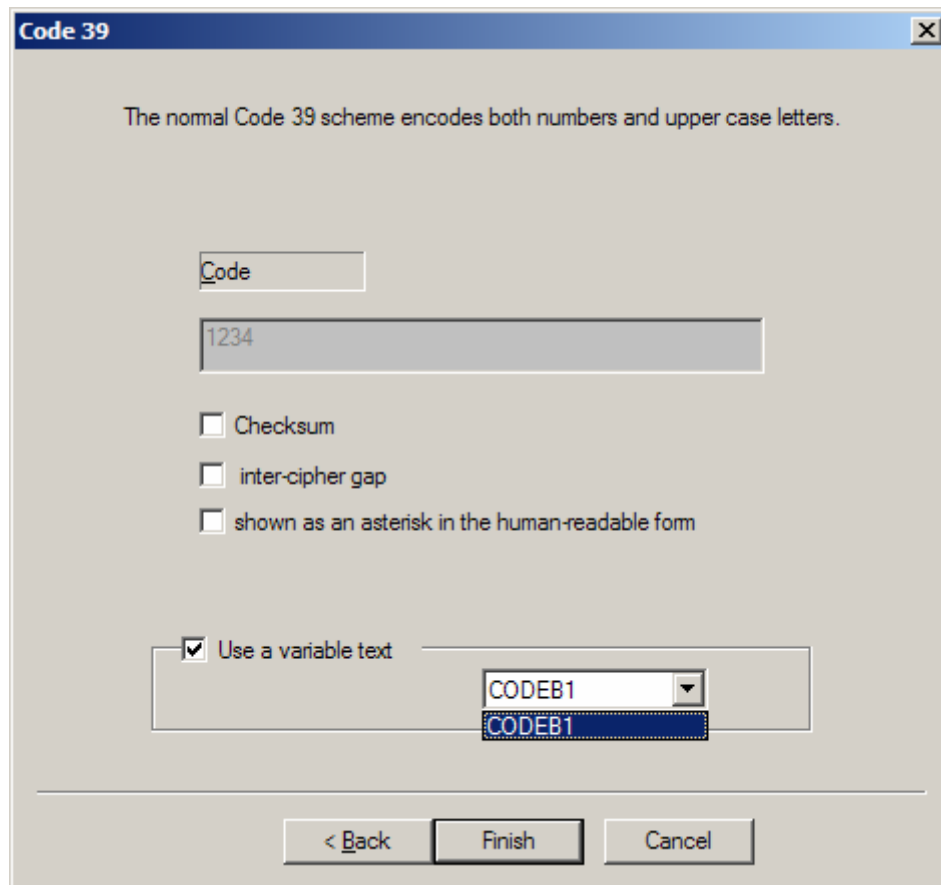 Code 39
The normal Code 39 scheme encodes both numbers and upper case letters.
Code
1234
Checksum
inter-cipher gap
shown as an asterisk in the human-readable form
Use a variable text
CODEB1
CODEB1
< Back Finish Cancel